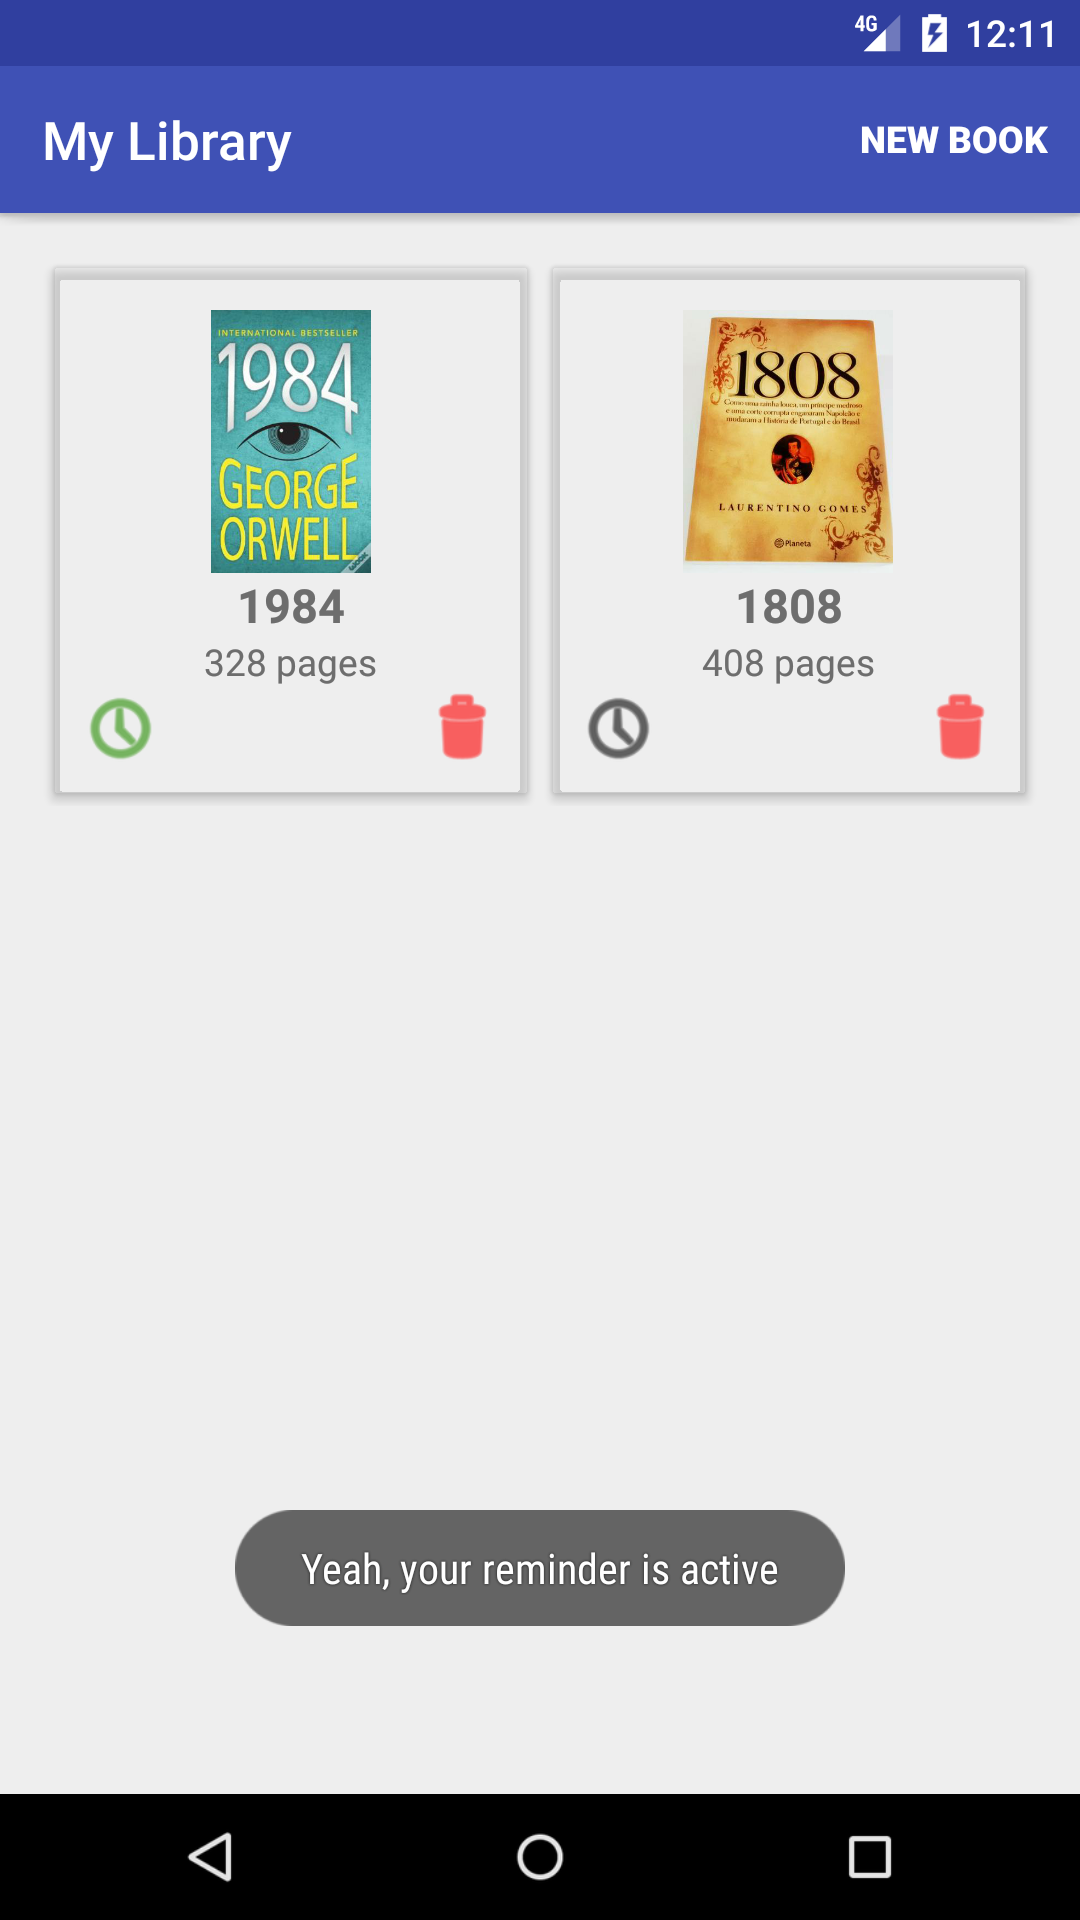 4G 12:11
My Library
NEW BOOK
INTERNATIONAL BESTSELLER
1984
GEORGE
ORWELL
1984
328 pages
1808
Como uma rainha louca, um príncipe medroso
e uma corte corrupta enganaram Napoleão e
mudaram a História de Portugal e do Brasil
LAURENTINO GOMES
Planeta
1808
408 pages
Yeah, your reminder is active